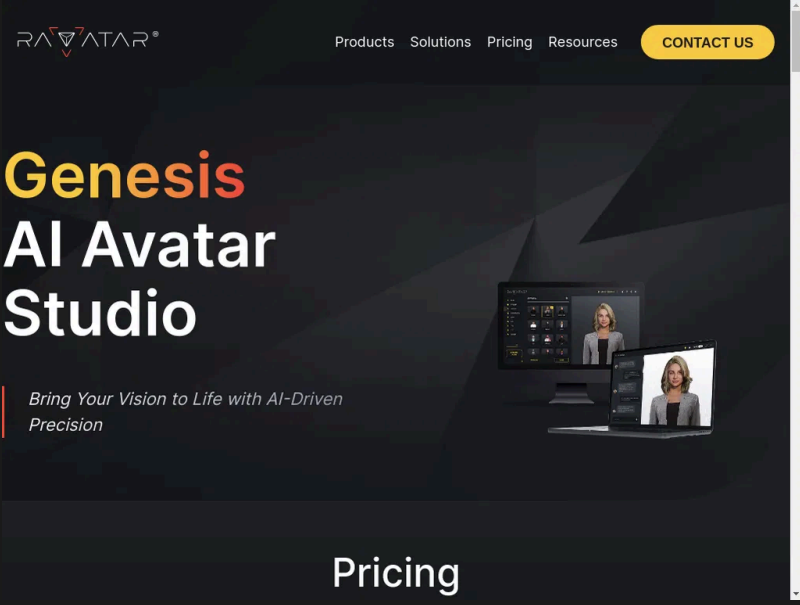 RAVATAR®
Products Solutions Pricing Resources CONTACT US
Genesis
AI Avatar
Studio
Bring Your Vision to Life with AI-Driven
Precision
Pricing